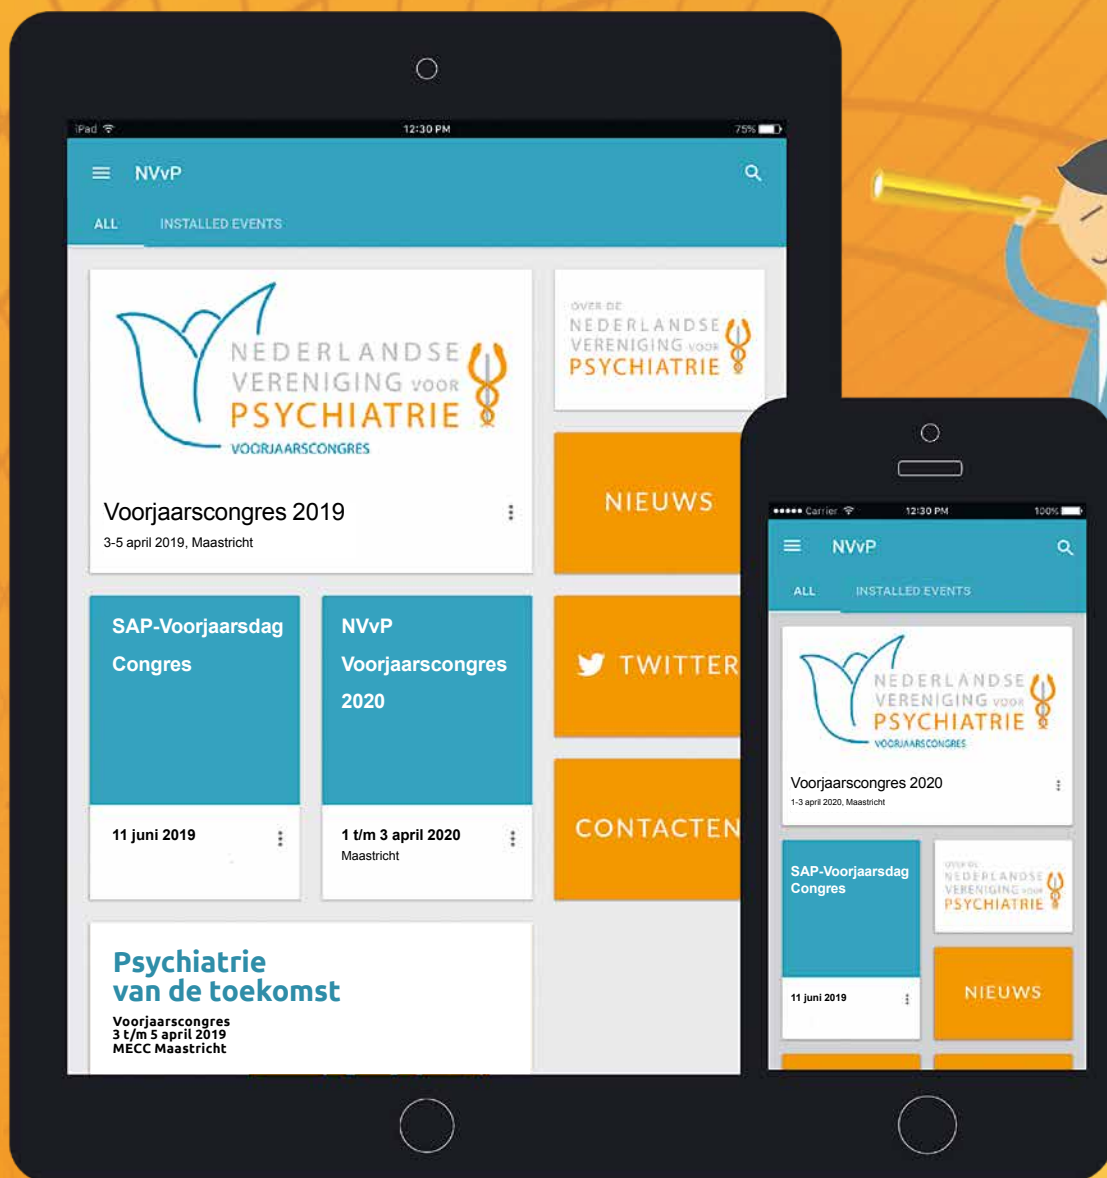 iPad 12:30 PM 75%
NVvP
ALL INSTALLED EVENTS
NEDERLANDSE
VERENIGING VOOR
PSYCHIATRIE
VOORJAARSCONGRES
Voorjaarscongres 2019
3-5 april 2019, Maastricht
OVER DE
NEDERLANDSE
VERENIGING VOOR
PSYCHIATRIE
NIEUWS
SAP-Voorjaarsdag
Congres
11 juni 2019
NVvP
Voorjaarscongres
2020
1 t/m 3 april 2020
Maastricht
TWITTER
CONTACTEN
Psychiatrie
van de toekomst
Voorjaarscongres
3 t/m 5 april 2019
MECC Maastricht
Carrier 12:30 PM 100%
NVvP
ALL INSTALLED EVENTS
NEDERLANDSE
VERENIGING VOOR
PSYCHIATRIE
VOORJAARSCONGRES
Voorjaarscongres 2020
1-3 april 2020, Maastricht
SAP-Voorjaarsdag
Congres
11 juni 2019
OVER DE
NEDERLANDSE
VERENIGING VOOR
PSYCHIATRIE
NIEUWS